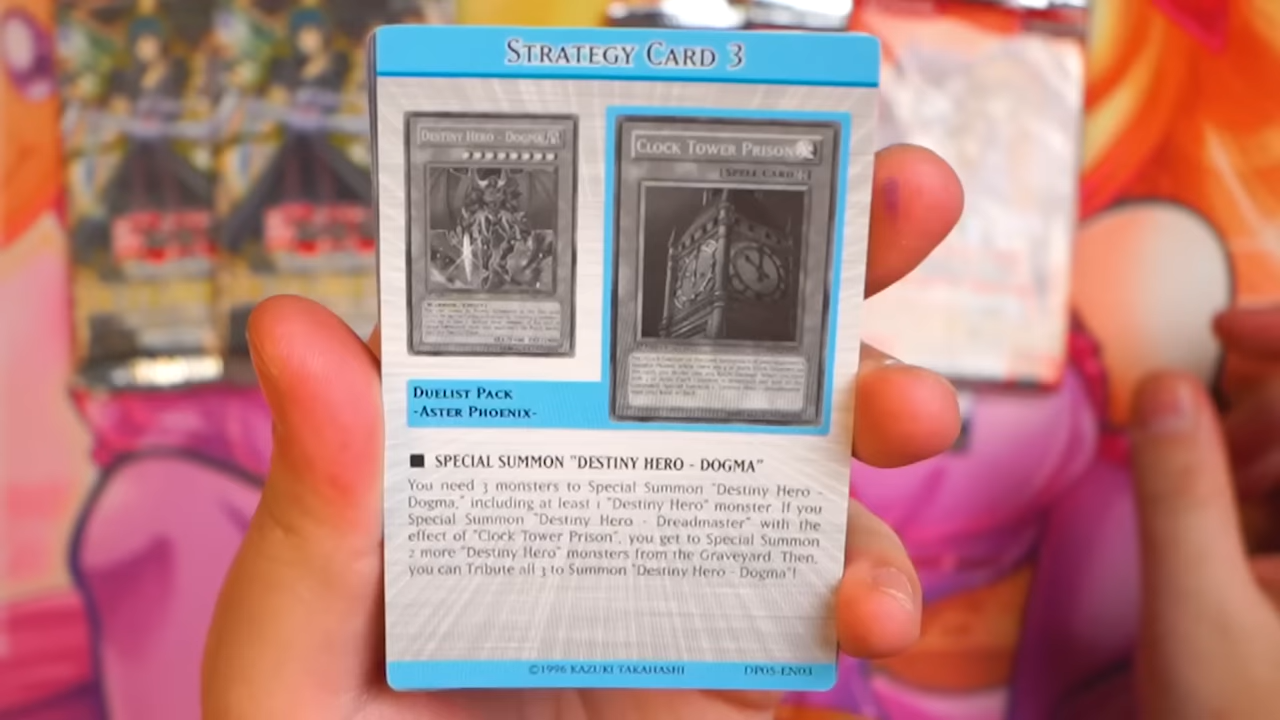 STRATEGY CARD 3
DESTINY HERO - DOGMA
CLOCK TOWER PRISON
[SPELL CARD
DUELIST PACK
-ASTER PHOENIX-
■ SPECIAL SUMMON "DESTINY HERO - DOGMA"
You need 3 monsters to Special Summon "Destiny Hero -
Dogma," including at least 1 "Destiny Hero" monster. If you
Special Summon "Destiny Hero - Dreadmaster" with the
effect of "Clock Tower Prison", you get to Special Summon
2 more "Destiny Hero" monsters from the Graveyard. Then,
you can Tribute all 3 to Summon "Destiny Hero - Dogma"!
©1996 KAZUKI TAKAHASHI
DP05-EN03